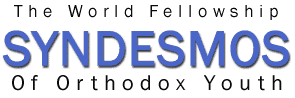 The World Fellowship
SYNDESMOS
Of Orthodox Youth